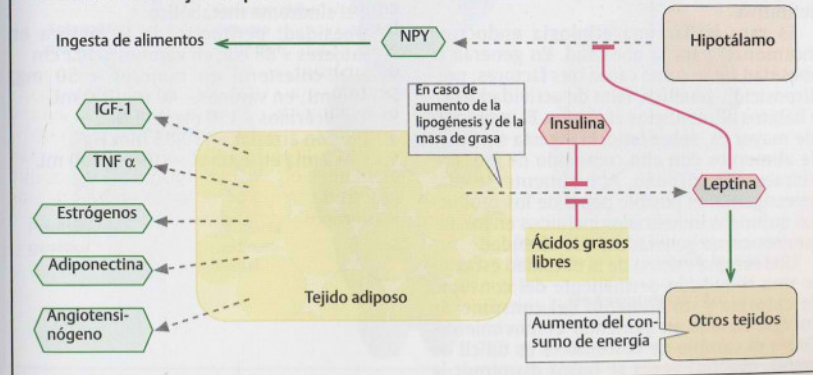 Ingesta de alimentos
NPY
Hipotálamo
En caso de
aumento de la
lipogénesis y de la
masa de grasa
IGF-1
Insulina
TNF α
Leptina
Estrógenos
Ácidos grasos
libres
Adiponectina
Tejido adiposo
Angiotensi-
nógeno
Aumento del con-
sumo de energía
Otros tejidos